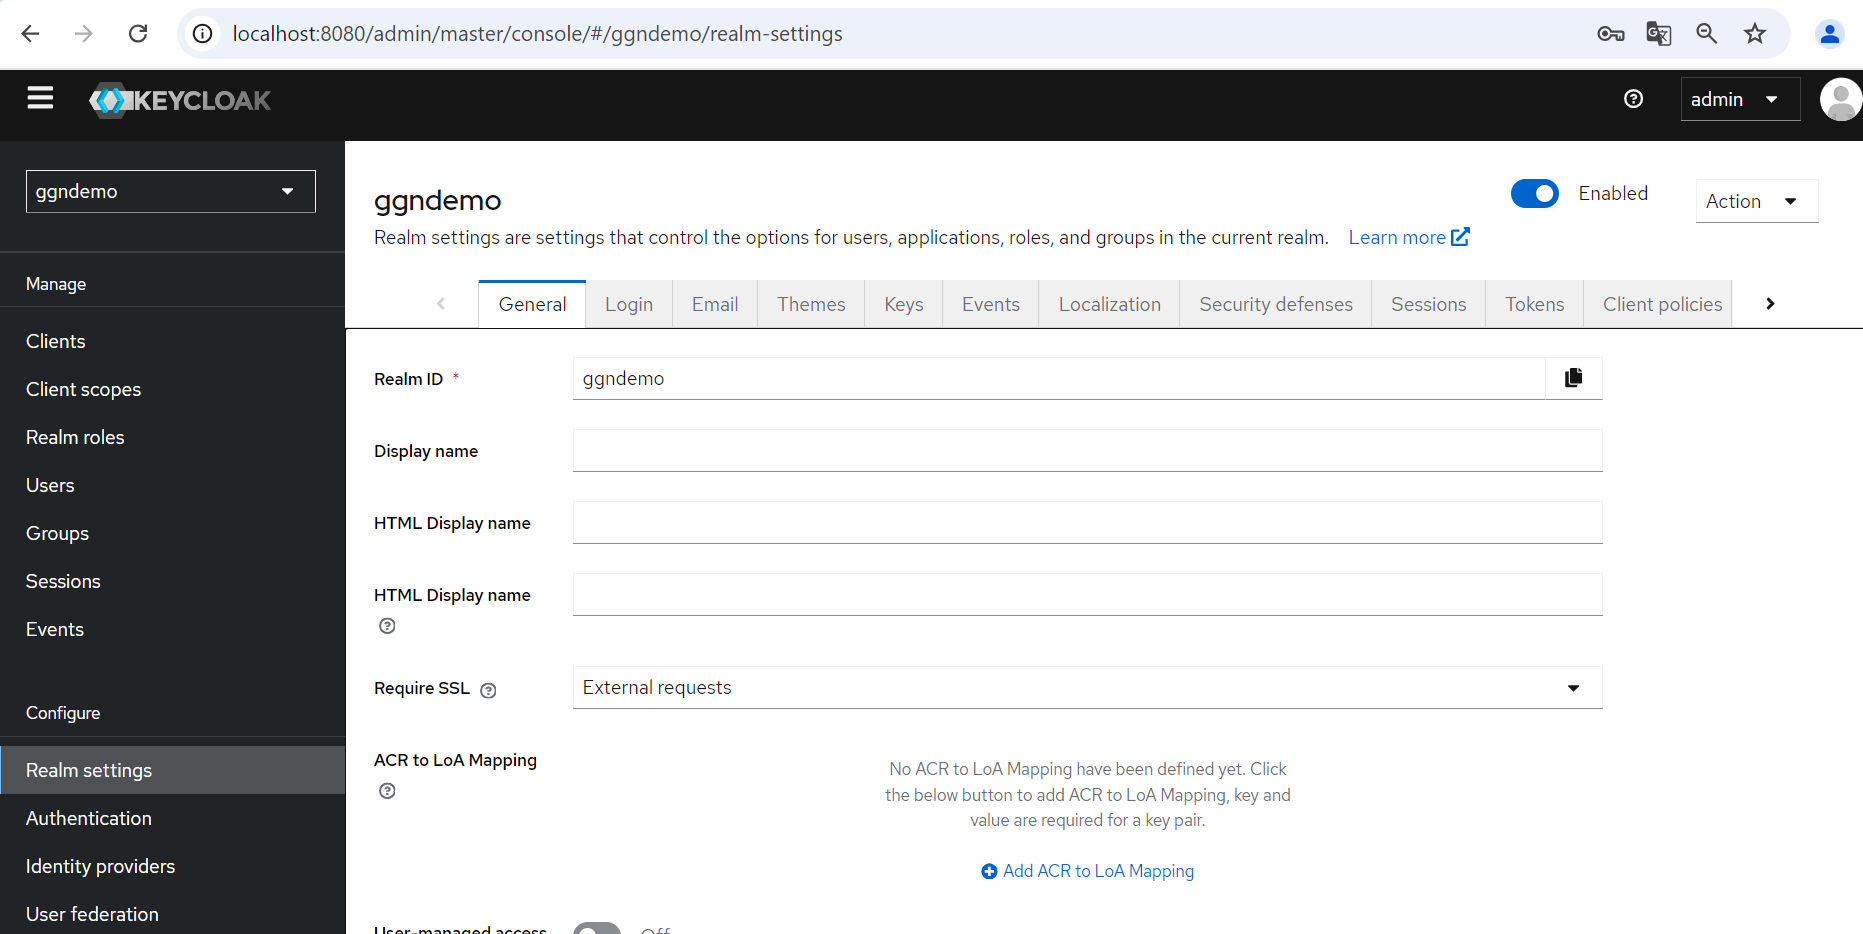 localhost:8080/admin/master/console/#/ggndemo/realm-settings
KEYCLOAK
admin
ggndemo
Manage
Clients
Client scopes
Realm roles
Users
Groups
Sessions
Events
Configure
Realm settings
Authentication
Identity providers
User federation
ggndemo
Enabled
Action
Realm settings are settings that control the options for users, applications, roles, and groups in the current realm. Learn more
General Login Email Themes Keys Events Localization Security defenses Sessions Tokens Client policies
Realm ID *
ggndemo
Display name
HTML Display name
HTML Display name
Require SSL
External requests
ACR to LoA Mapping
No ACR to LoA Mapping have been defined yet. Click
the below button to add ACR to LoA Mapping, key and
value are required for a key pair.
Add ACR to LoA Mapping
User-managed access
Off